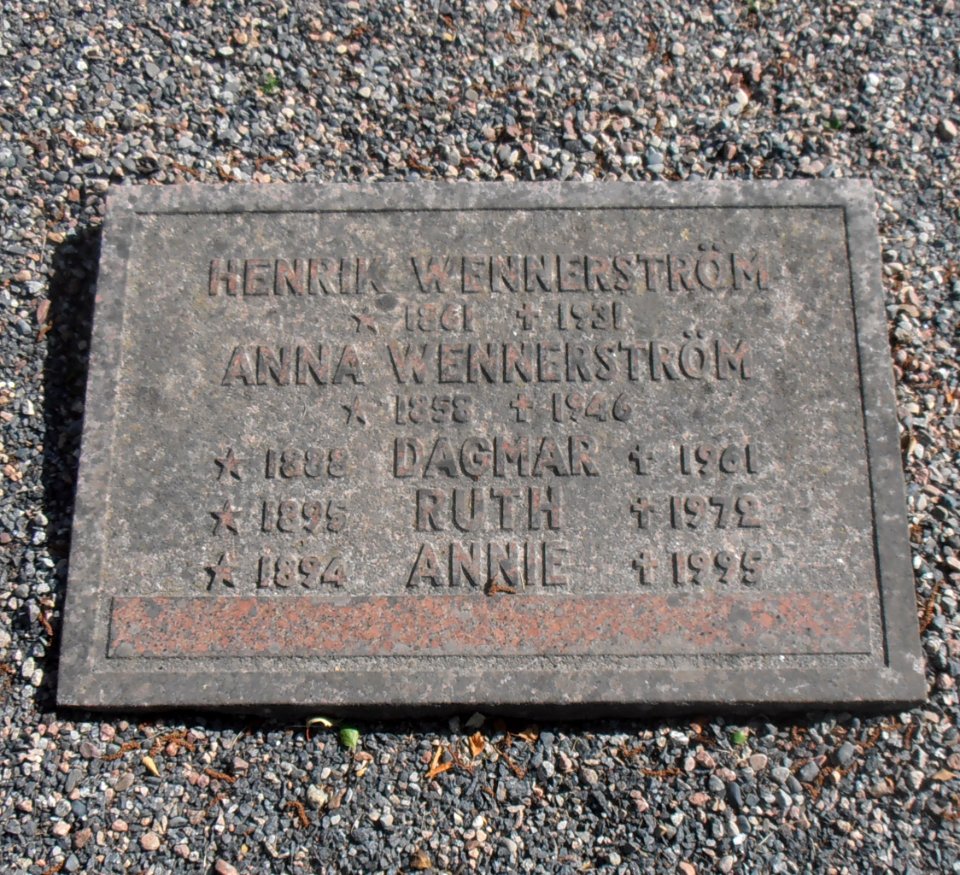 HENRIK WENNERSTRÖM
★ 1861 ✝ 1931
ANNA WENNERSTRÖM
★ 1858 ✝ 1946
★ 1888 DAGMAR ✝ 1961
★ 1895 RUTH ✝ 1972
★ 1894 ANNIE ✝ 1995